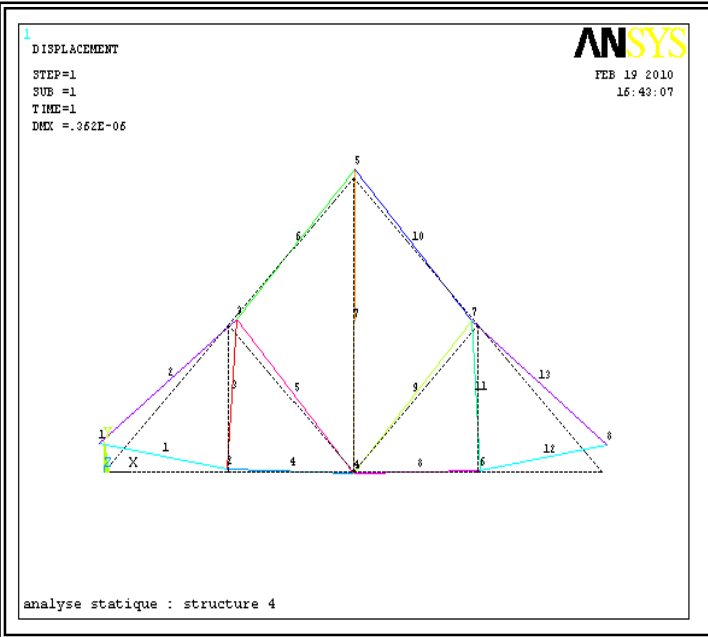 1
DISPLACEMENT
STEP=1
SUB =1
TIME=1
DMX =.362E-06
ANSYS
FEB 19 2010
16:43:07
5
6
10
3
7
7
2
3
5
9
11
13
1
Y
1
8
12
Z
X
2
4
4
8
6
analyse statique : structure 4